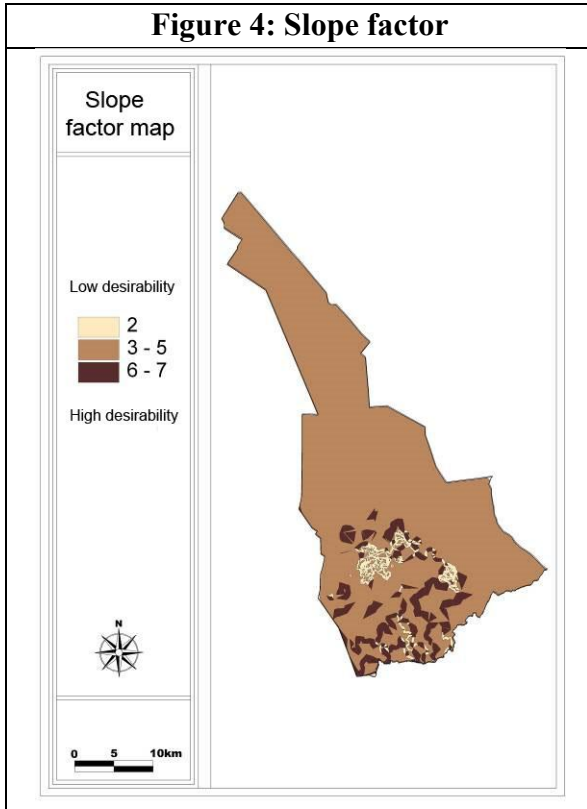 Figure 4: Slope factor
Slope
factor map
Low desirability
2
3 - 5
6 - 7
High desirability
N
0 5 10km